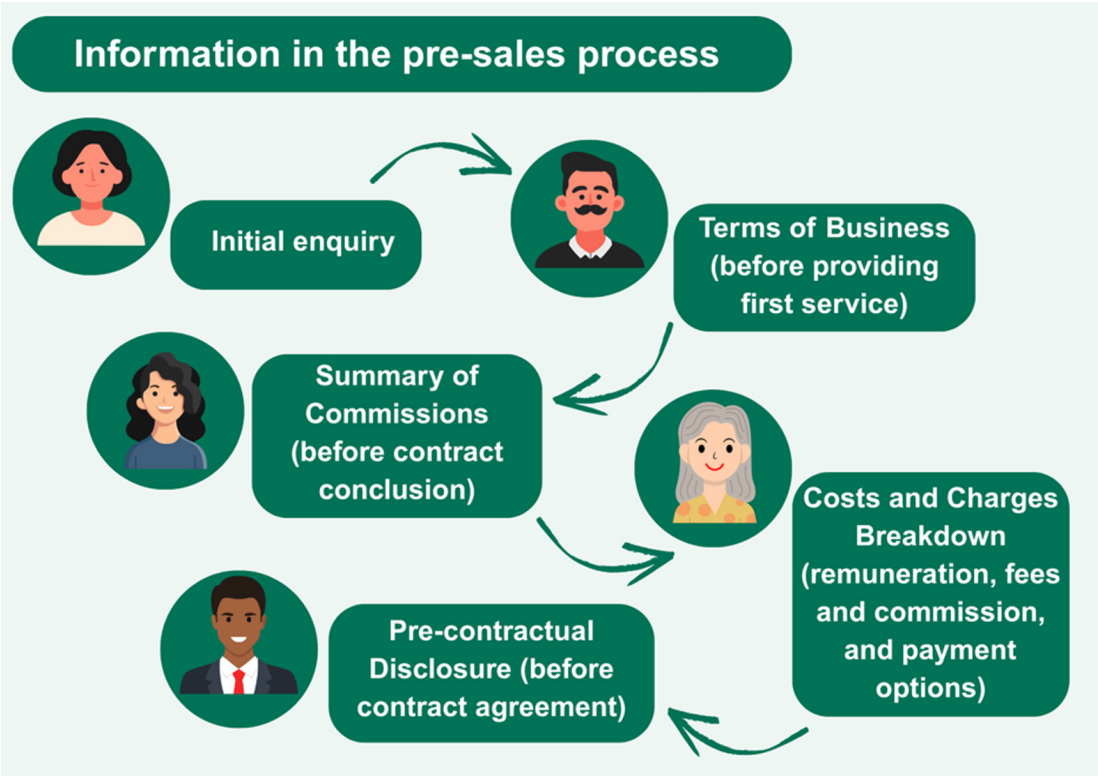 Information in the pre-sales process
Initial enquiry
Terms of Business
(before providing
first service)
Summary of
Commissions
(before contract
conclusion)
Costs and Charges
Breakdown
(remuneration, fees
and commission,
and payment
options)
Pre-contractual
Disclosure (before
contract agreement)